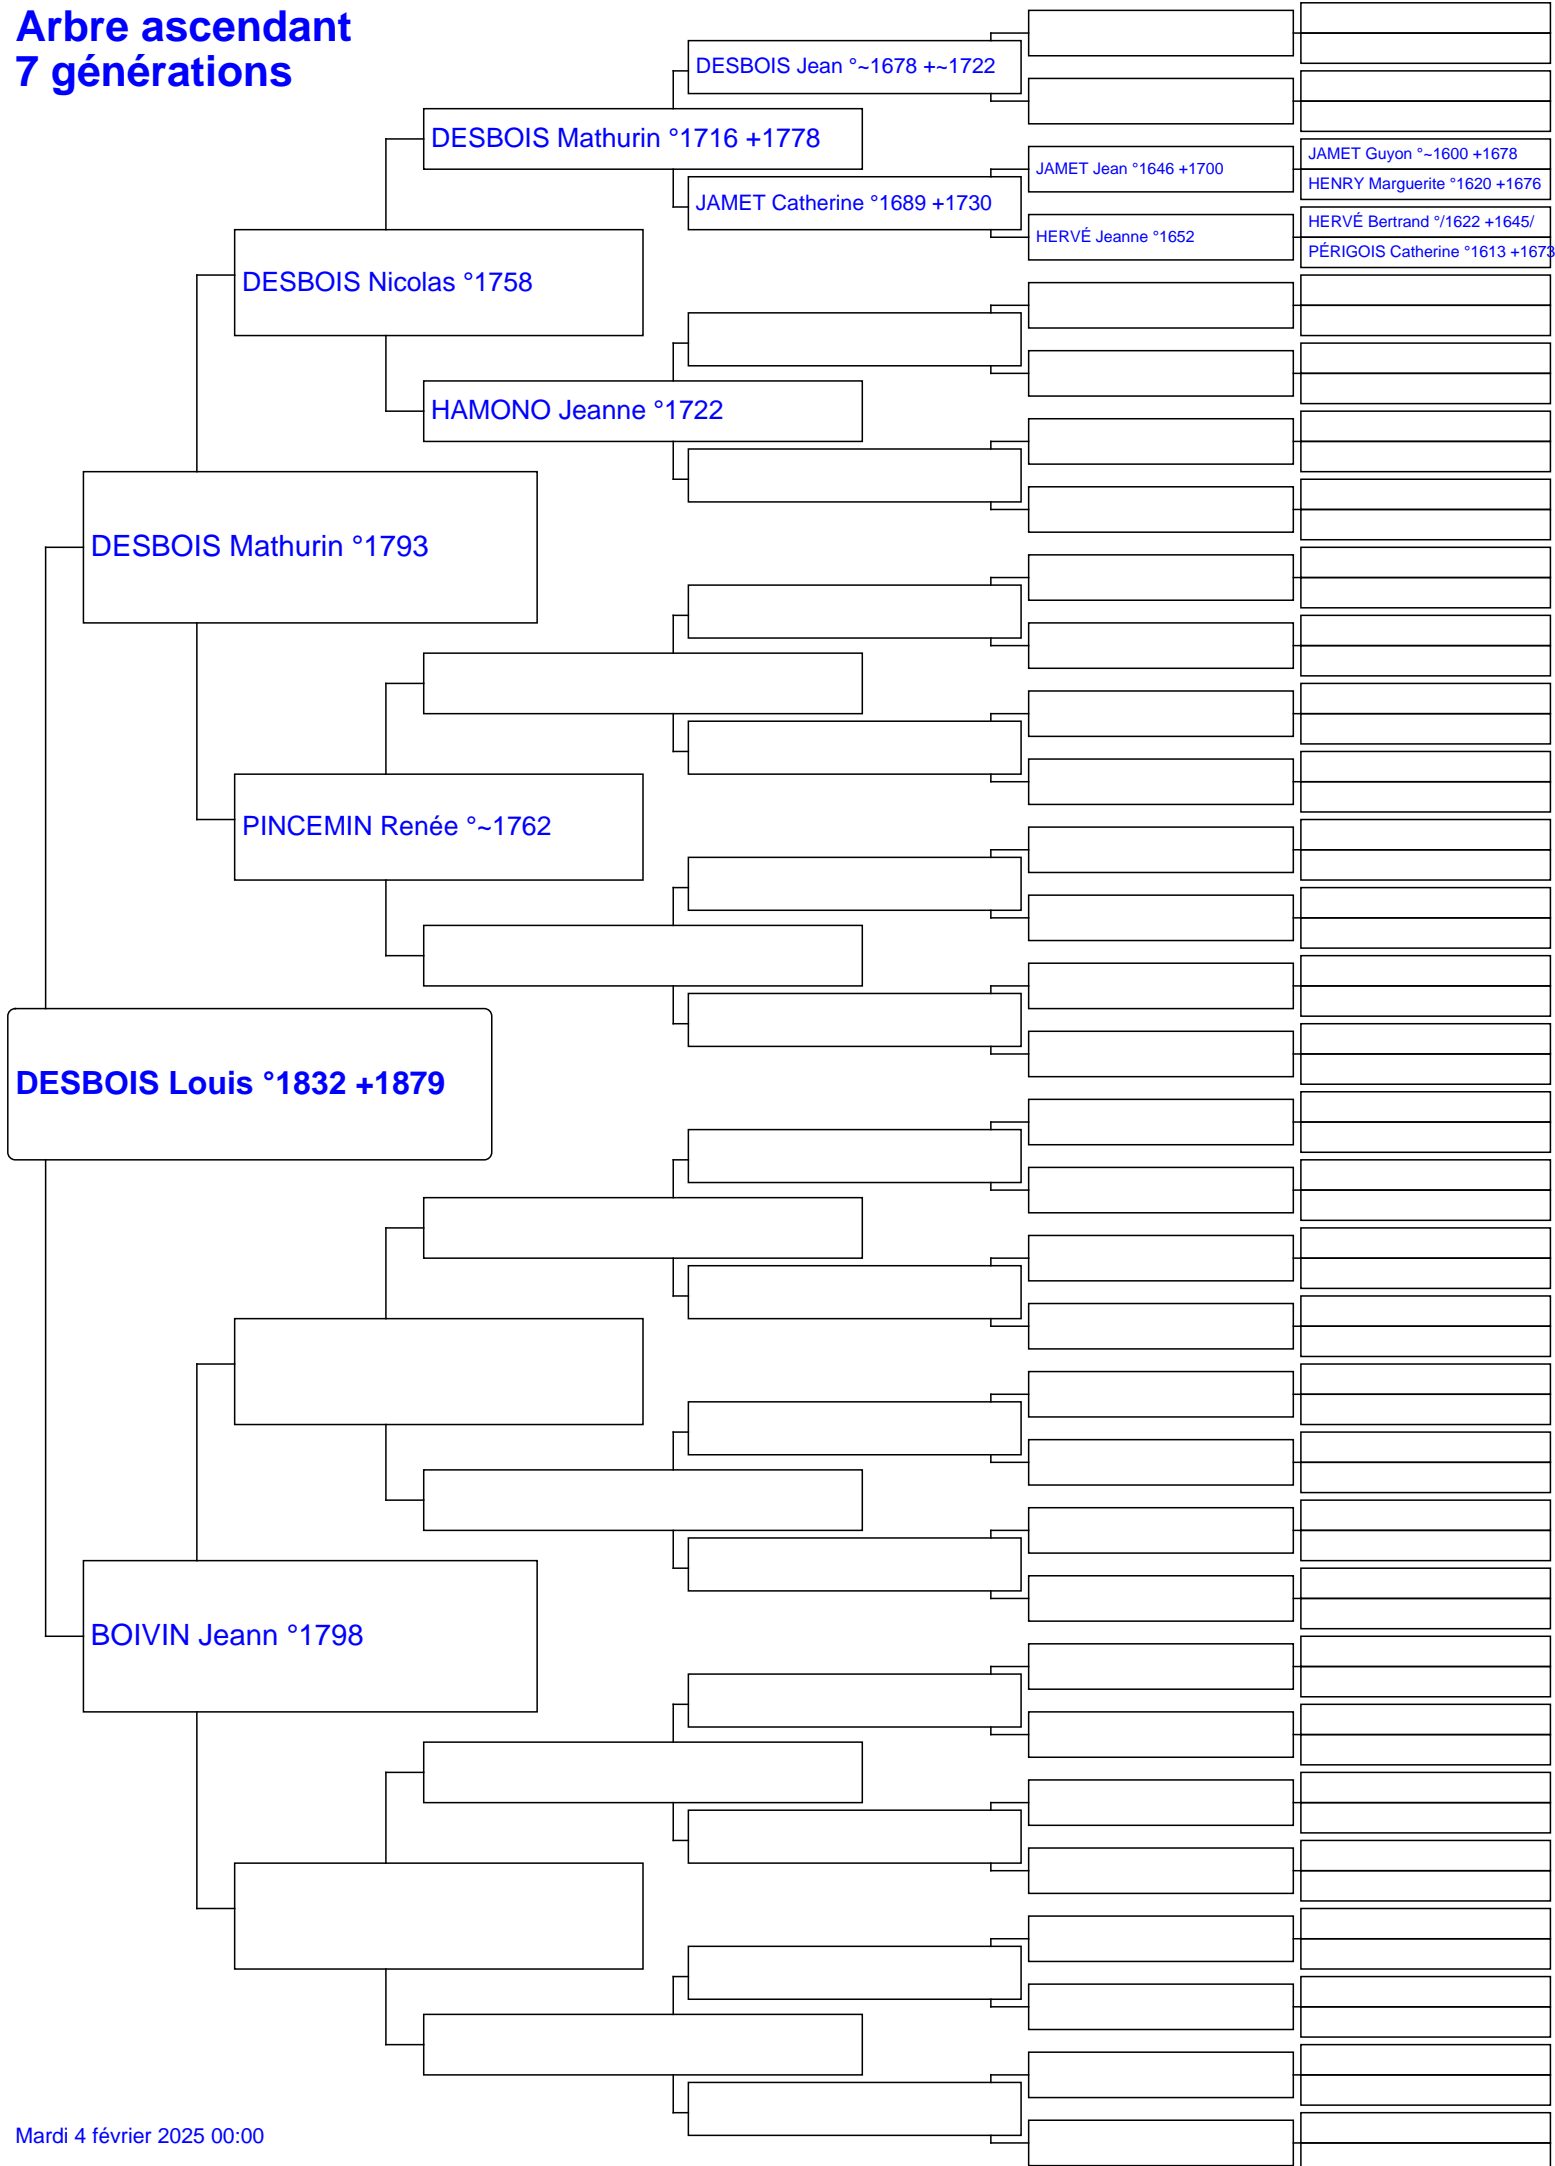 Arbre ascendant
7 générations
DESBOIS Jean °~1678 +~1722
DESBOIS Mathurin °1716 +1778
JAMET Guyon °~1600 +1678
JAMET Jean °1646 +1700
HENRY Marguerite °1620 +1676
JAMET Catherine °1689 +1730
HERVÉ Bertrand °/1622 +1645/
HERVÉ Jeanne °1652
PÉRIGOIS Catherine °1613 +1673
DESBOIS Nicolas °1758
HAMONO Jeanne °1722
DESBOIS Mathurin °1793
PINCEMIN Renée °~1762
DESBOIS Louis °1832 +1879
BOIVIN Jeann °1798
Mardi 4 février 2025 00:00